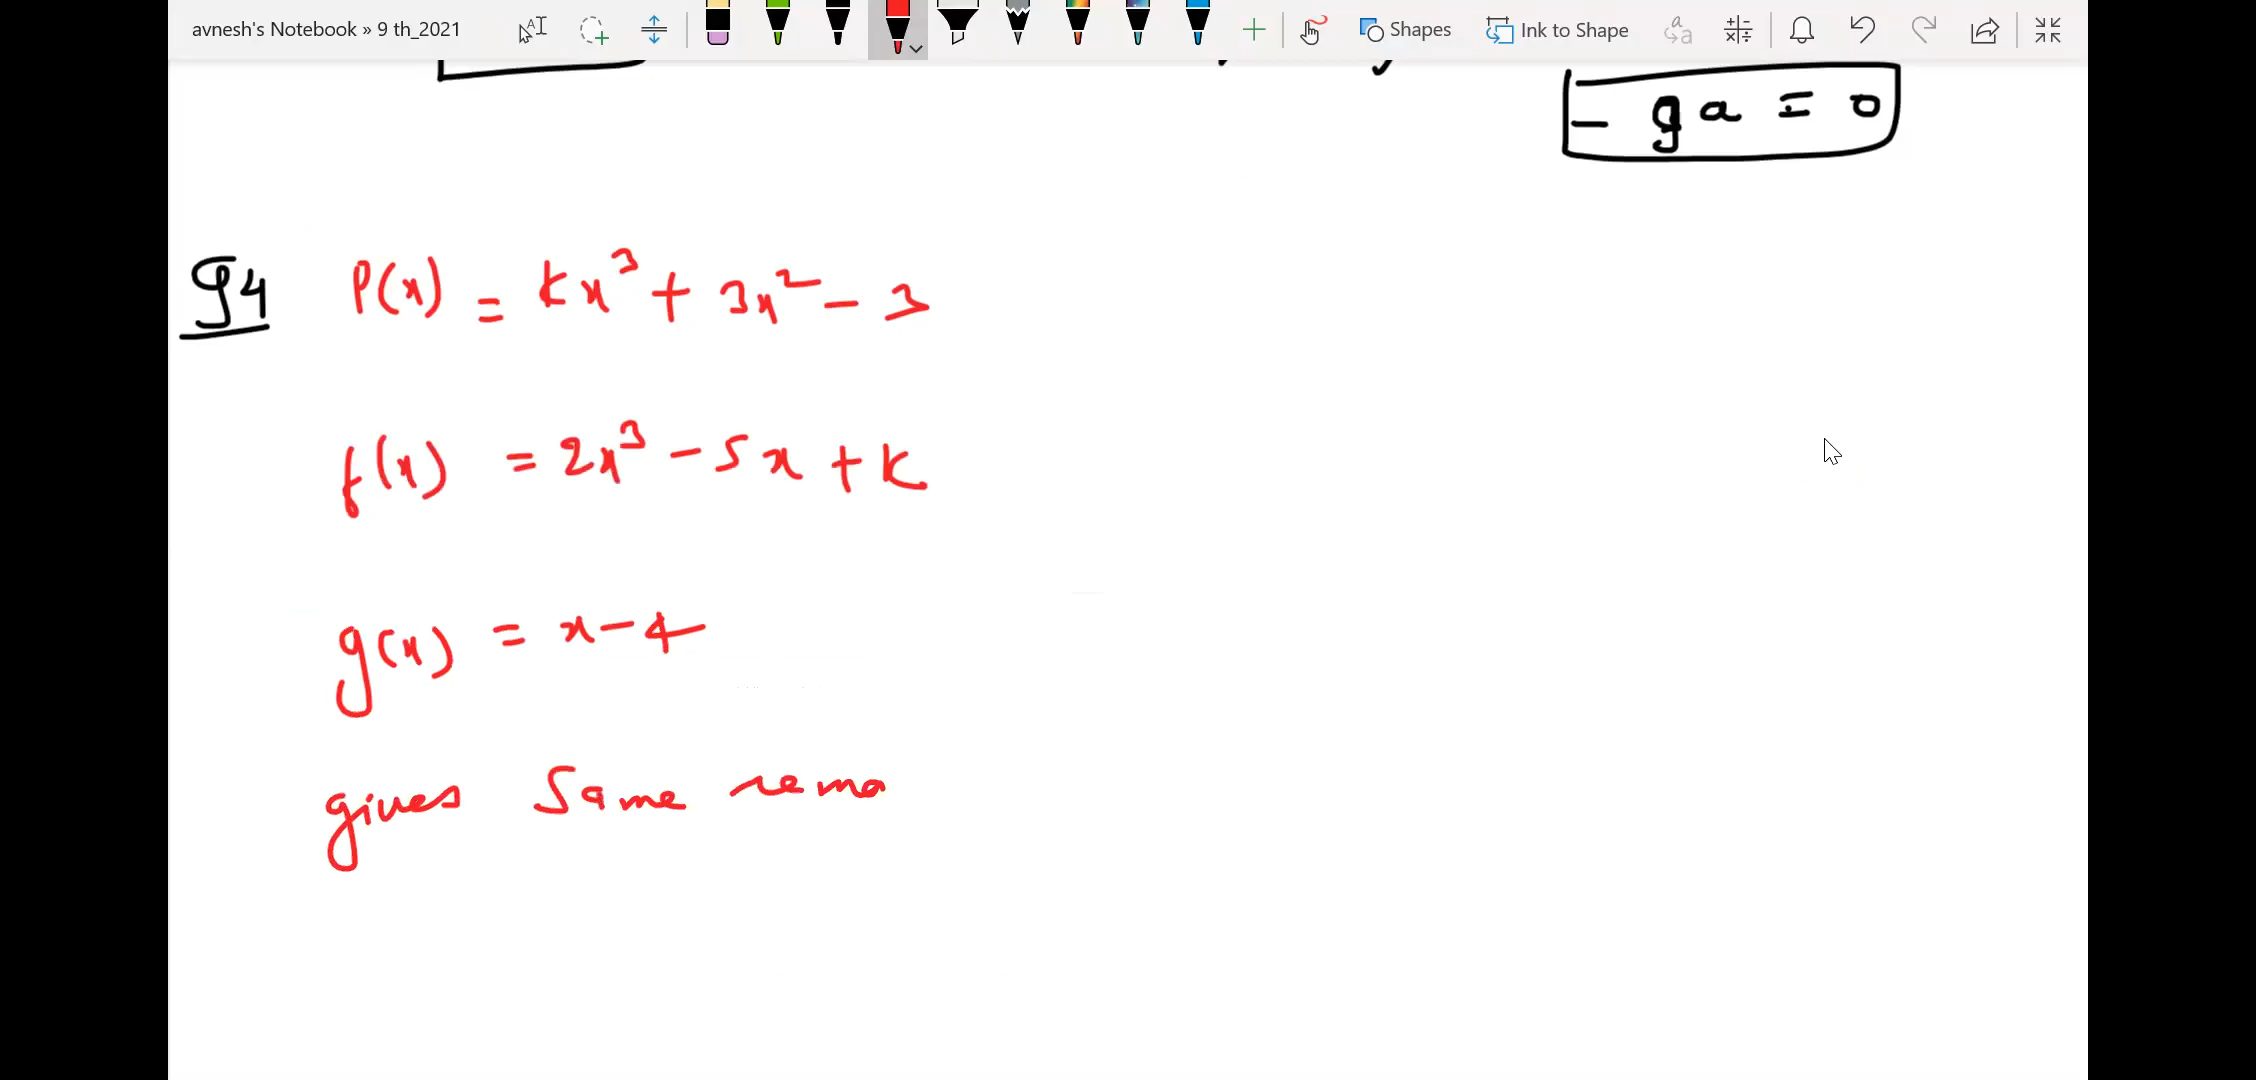 avnesh's Notebook » 9 th_2021
Shapes
Ink to Shape
- 9a = 0
Q4 P(x) = kx³ + 3x² - 3
f(x) = 2x³ - 5x + k
g(x) = x - 4
gives same rema